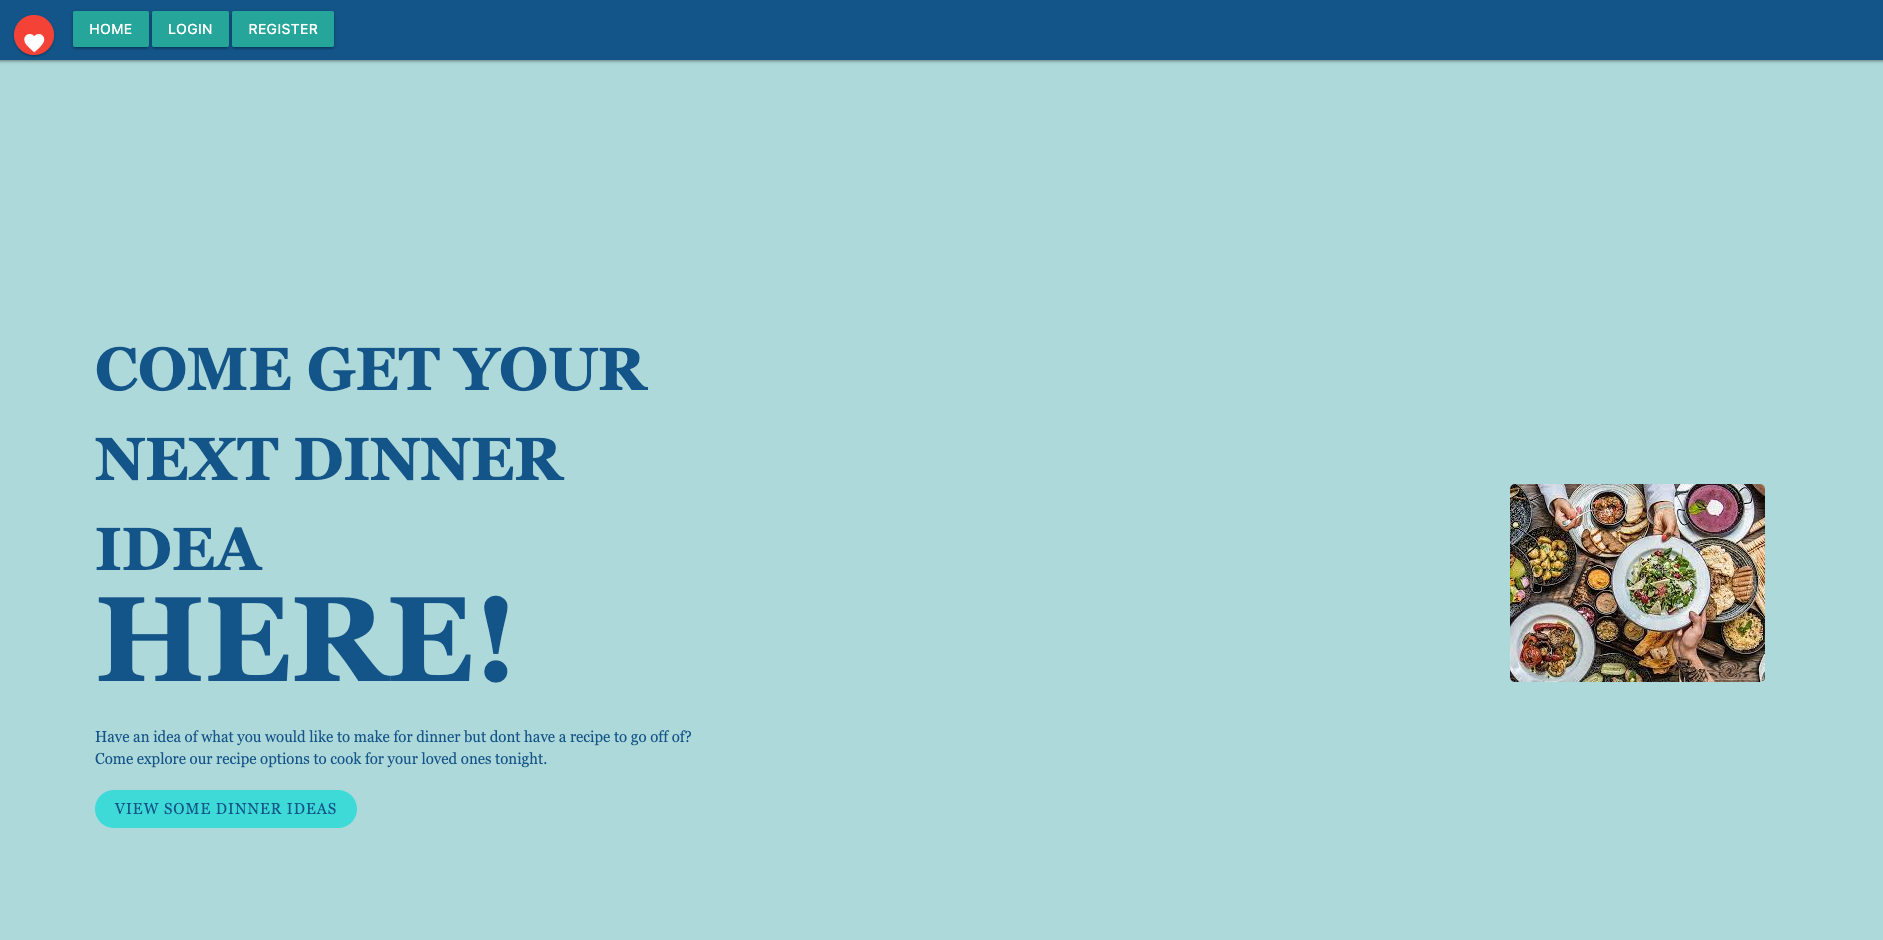 HOME LOGIN REGISTER
COME GET YOUR
NEXT DINNER
IDEA
HERE!
Have an idea of what you would like to make for dinner but dont have a recipe to go off of?
Come explore our recipe options to cook for your loved ones tonight.
VIEW SOME DINNER IDEAS